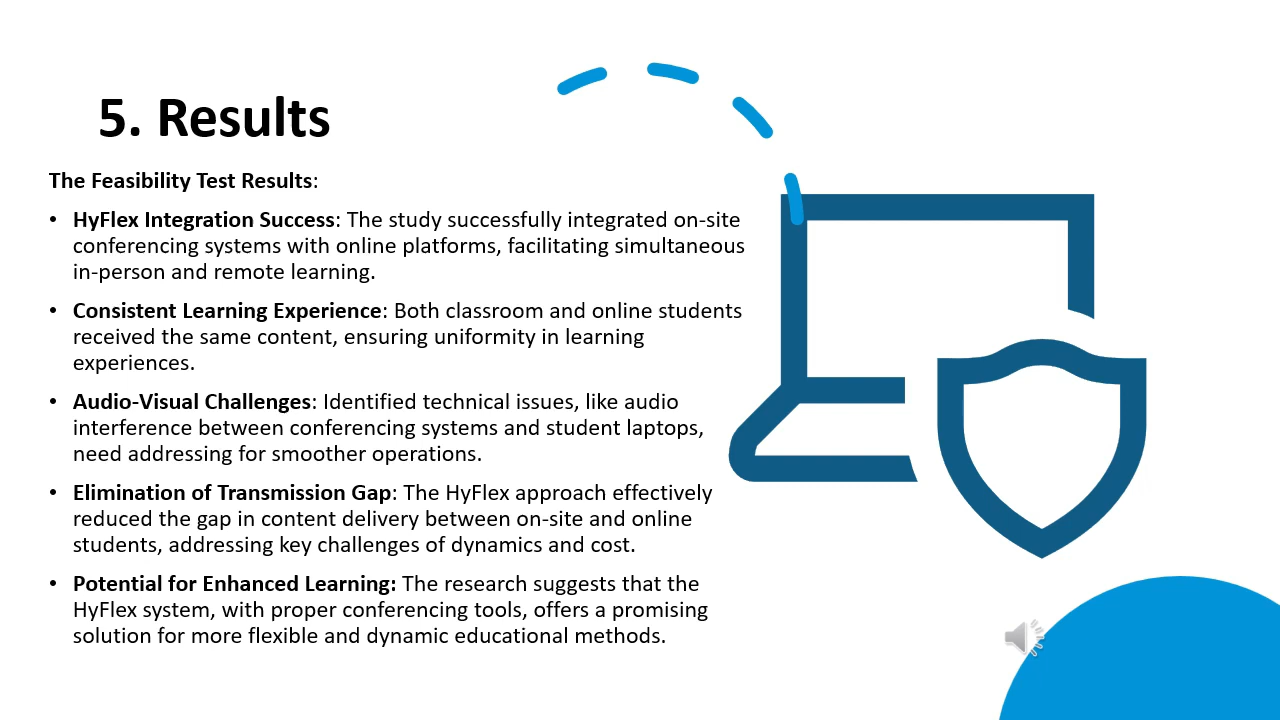 5. Results
The Feasibility Test Results:
• HyFlex Integration Success: The study successfully integrated on-site
conferencing systems with online platforms, facilitating simultaneous
in-person and remote learning.
• Consistent Learning Experience: Both classroom and online students
received the same content, ensuring uniformity in learning
experiences.
• Audio-Visual Challenges: Identified technical issues, like audio
interference between conferencing systems and student laptops,
need addressing for smoother operations.
• Elimination of Transmission Gap: The HyFlex approach effectively
reduced the gap in content delivery between on-site and online
students, addressing key challenges of dynamics and cost.
• Potential for Enhanced Learning: The research suggests that the
HyFlex system, with proper conferencing tools, offers a promising
solution for more flexible and dynamic educational methods.